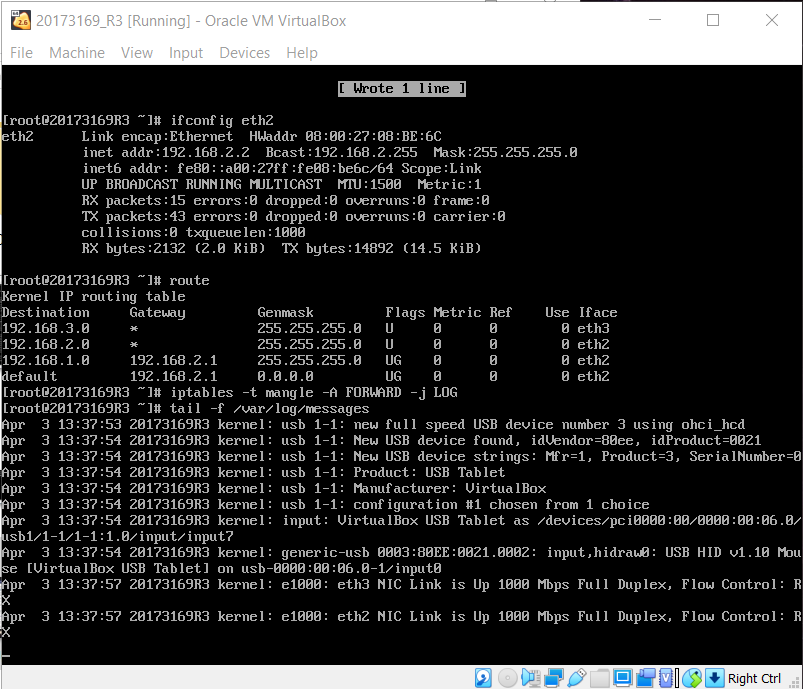 20173169_R3 [Running] - Oracle VM VirtualBox
File Machine View Input Devices Help
[ Wrote 1 line ]
[root@20173169R3 ~]# ifconfig eth2
eth2      Link encap:Ethernet  HWaddr 08:00:27:08:BE:6C
          inet addr:192.168.2.2  Bcast:192.168.2.255  Mask:255.255.255.0
          inet6 addr: fe80::a00:27ff:fe08:be6c/64 Scope:Link
          UP BROADCAST RUNNING MULTICAST  MTU:1500  Metric:1
          RX packets:15 errors:0 dropped:0 overruns:0 frame:0
          TX packets:43 errors:0 dropped:0 overruns:0 carrier:0
          collisions:0 txqueuelen:1000
          RX bytes:2132 (2.0 KiB)  TX bytes:14892 (14.5 KiB)
[root@20173169R3 ~]# route
Kernel IP routing table
Destination     Gateway         Genmask         Flags Metric Ref    Use Iface
192.168.3.0     *               255.255.255.0   U     0      0        0 eth3
192.168.2.0     *               255.255.255.0   U     0      0        0 eth2
192.168.1.0     192.168.2.1     255.255.255.0   UG    0      0        0 eth2
default         192.168.2.1     0.0.0.0         UG    0      0        0 eth2
[root@20173169R3 ~]# iptables -t mangle -A FORWARD -j LOG
[root@20173169R3 ~]# tail -f /var/log/messages
Apr  3 13:37:53 20173169R3 kernel: usb 1-1: new full speed USB device number 3 using ohci_hcd
Apr  3 13:37:54 20173169R3 kernel: usb 1-1: New USB device found, idVendor=80ee, idProduct=0021
Apr  3 13:37:54 20173169R3 kernel: usb 1-1: New USB device strings: Mfr=1, Product=3, SerialNumber=0
Apr  3 13:37:54 20173169R3 kernel: usb 1-1: Product: USB Tablet
Apr  3 13:37:54 20173169R3 kernel: usb 1-1: Manufacturer: VirtualBox
Apr  3 13:37:54 20173169R3 kernel: usb 1-1: configuration #1 chosen from 1 choice
Apr  3 13:37:54 20173169R3 kernel: input: VirtualBox USB Tablet as /devices/pci0000:00/0000:00:06.0/
usb1/1-1/1-1:1.0/input/input7
Apr  3 13:37:54 20173169R3 kernel: generic-usb 0003:80EE:0021.0002: input,hidraw0: USB HID v1.10 Mou
se [VirtualBox USB Tablet] on usb-0000:00:06.0-1/input0
Apr  3 13:37:57 20173169R3 kernel: e1000: eth3 NIC Link is Up 1000 Mbps Full Duplex, Flow Control: R
X
Apr  3 13:37:57 20173169R3 kernel: e1000: eth2 NIC Link is Up 1000 Mbps Full Duplex, Flow Control: R
X
Right Ctrl